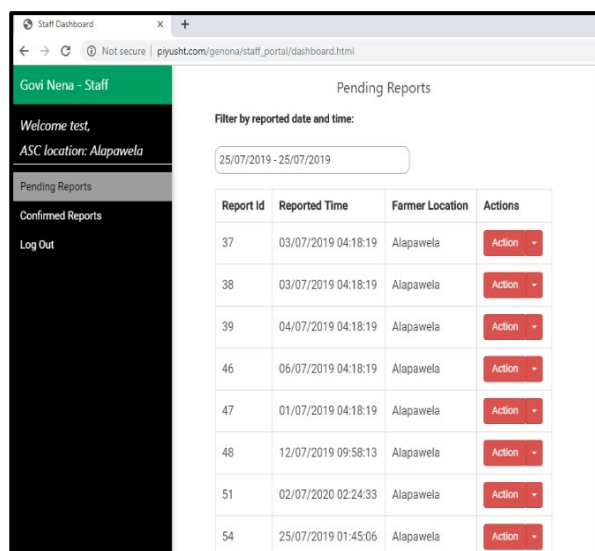 Staff Dashboard
Not secure | piyusht.com/genona/staff_portal/dashboard.html
Govi Nena - Staff
Welcome test,
ASC location: Alapawela
Pending Reports
Confirmed Reports
Log Out
Pending Reports
Filter by reported date and time:
25/07/2019 - 25/07/2019
Report Id Reported Time Farmer Location Actions
37 03/07/2019 04:18:19 Alapawela Action
38 03/07/2019 04:18:19 Alapawela Action
39 04/07/2019 04:18:19 Alapawela Action
46 06/07/2019 04:18:19 Alapawela Action
47 01/07/2019 04:18:19 Alapawela Action
48 12/07/2019 09:58:13 Alapawela Action
51 02/07/2020 02:24:33 Alapawela Action
54 25/07/2019 01:45:06 Alapawela Action